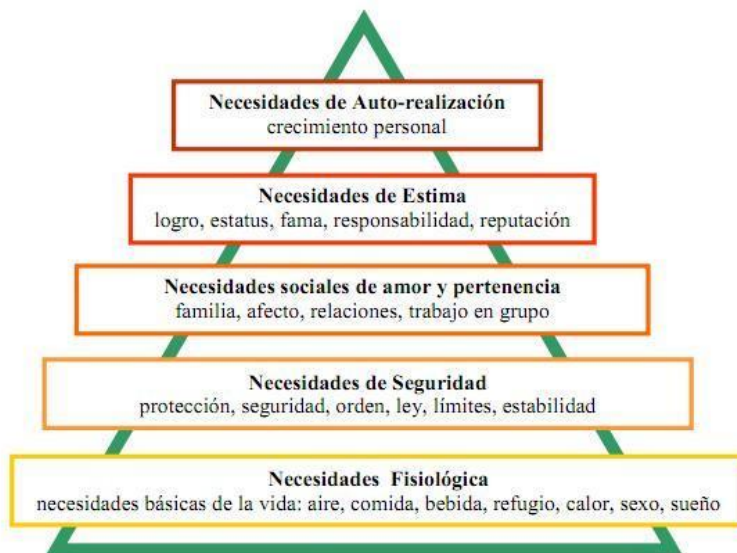 Necesidades de Auto-realización
crecimiento personal
Necesidades de Estima
logro, estatus, fama, responsabilidad, reputación
Necesidades sociales de amor y pertenencia
familia, afecto, relaciones, trabajo en grupo
Necesidades de Seguridad
protección, seguridad, orden, ley, límites, estabilidad
Necesidades Fisiológica
necesidades básicas de la vida: aire, comida, bebida, refugio, calor, sexo, sueño